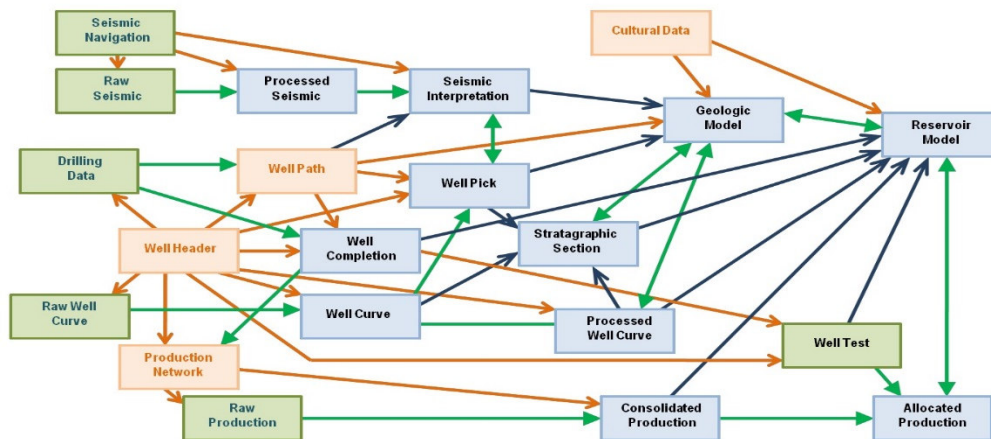 Seismic
Navigation
Cultural Data
Raw
Seismic
Processed
Seismic
Seismic
Interpretation
Geologic
Model
Reservoir
Model
Drilling
Data
Well Path
Well Pick
Well Header
Well
Completion
Stratagraphic
Section
Raw Well
Curve
Well Curve
Processed
Well Curve
Well Test
Production
Network
Raw
Production
Consolidated
Production
Allocated
Production